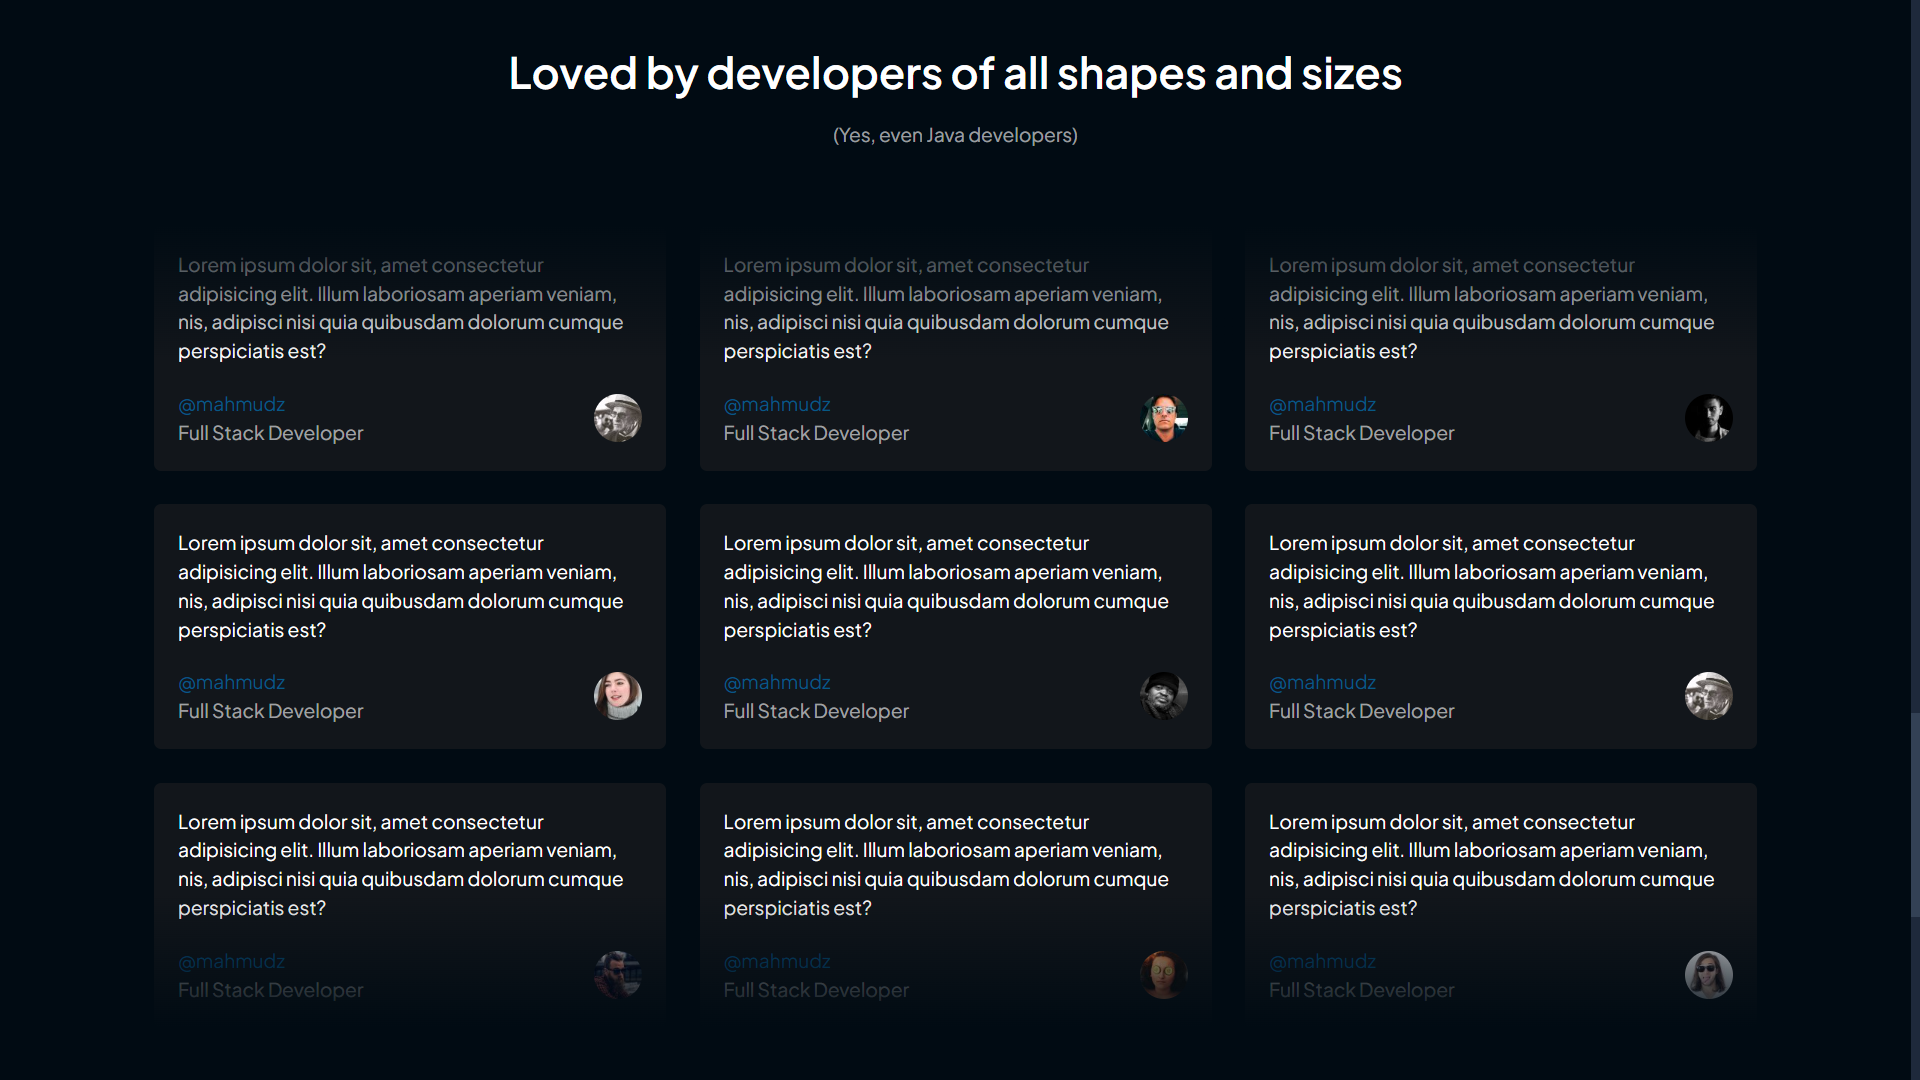 Loved by developers of all shapes and sizes
(Yes, even Java developers)
Lorem ipsum dolor sit, amet consectetur
adipisicing elit. Illum laboriosam aperiam veniam,
nis, adipisci nisi quia quibusdam dolorum cumque
perspiciatis est?
@mahmudz
Full Stack Developer
Lorem ipsum dolor sit, amet consectetur
adipisicing elit. Illum laboriosam aperiam veniam,
nis, adipisci nisi quia quibusdam dolorum cumque
perspiciatis est?
@mahmudz
Full Stack Developer
Lorem ipsum dolor sit, amet consectetur
adipisicing elit. Illum laboriosam aperiam veniam,
nis, adipisci nisi quia quibusdam dolorum cumque
perspiciatis est?
@mahmudz
Full Stack Developer
Lorem ipsum dolor sit, amet consectetur
adipisicing elit. Illum laboriosam aperiam veniam,
nis, adipisci nisi quia quibusdam dolorum cumque
perspiciatis est?
@mahmudz
Full Stack Developer
Lorem ipsum dolor sit, amet consectetur
adipisicing elit. Illum laboriosam aperiam veniam,
nis, adipisci nisi quia quibusdam dolorum cumque
perspiciatis est?
@mahmudz
Full Stack Developer
Lorem ipsum dolor sit, amet consectetur
adipisicing elit. Illum laboriosam aperiam veniam,
nis, adipisci nisi quia quibusdam dolorum cumque
perspiciatis est?
@mahmudz
Full Stack Developer
Lorem ipsum dolor sit, amet consectetur
adipisicing elit. Illum laboriosam aperiam veniam,
nis, adipisci nisi quia quibusdam dolorum cumque
perspiciatis est?
@mahmudz
Full Stack Developer
Lorem ipsum dolor sit, amet consectetur
adipisicing elit. Illum laboriosam aperiam veniam,
nis, adipisci nisi quia quibusdam dolorum cumque
perspiciatis est?
@mahmudz
Full Stack Developer
Lorem ipsum dolor sit, amet consectetur
adipisicing elit. Illum laboriosam aperiam veniam,
nis, adipisci nisi quia quibusdam dolorum cumque
perspiciatis est?
@mahmudz
Full Stack Developer